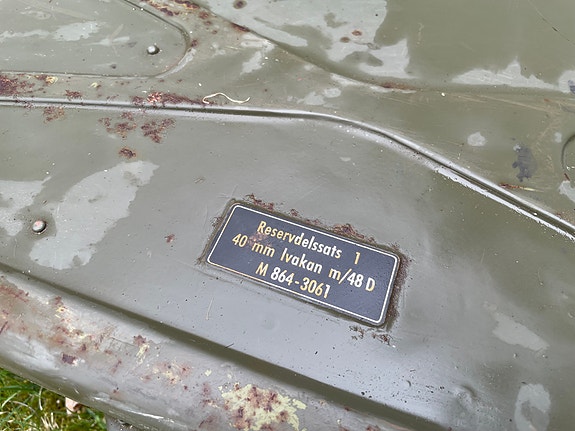 Reservdelssats 1
40 mm lvakan m/48 D
M 864-3061